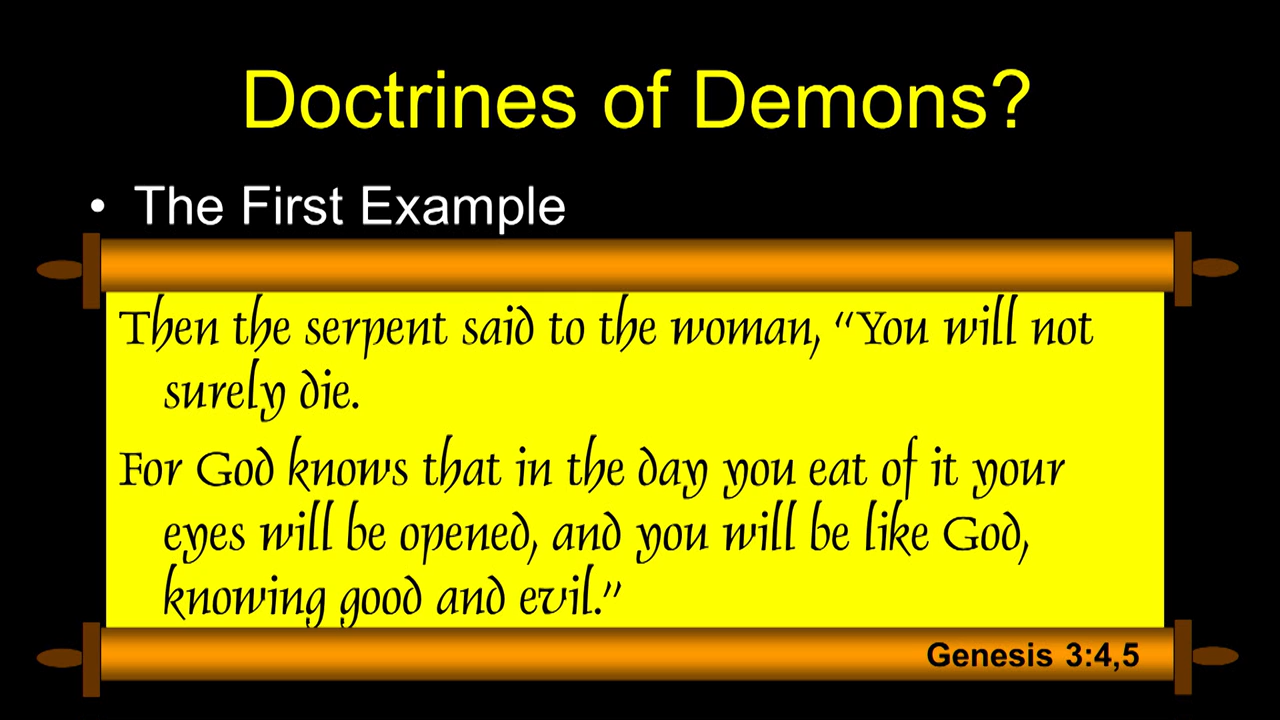 Doctrines of Demons?
• The First Example
Then the serpent said to the woman, “You will not
surely die.
For God knows that in the day you eat of it your
eyes will be opened, and you will be like God,
knowing good and evil.”
Genesis 3:4,5